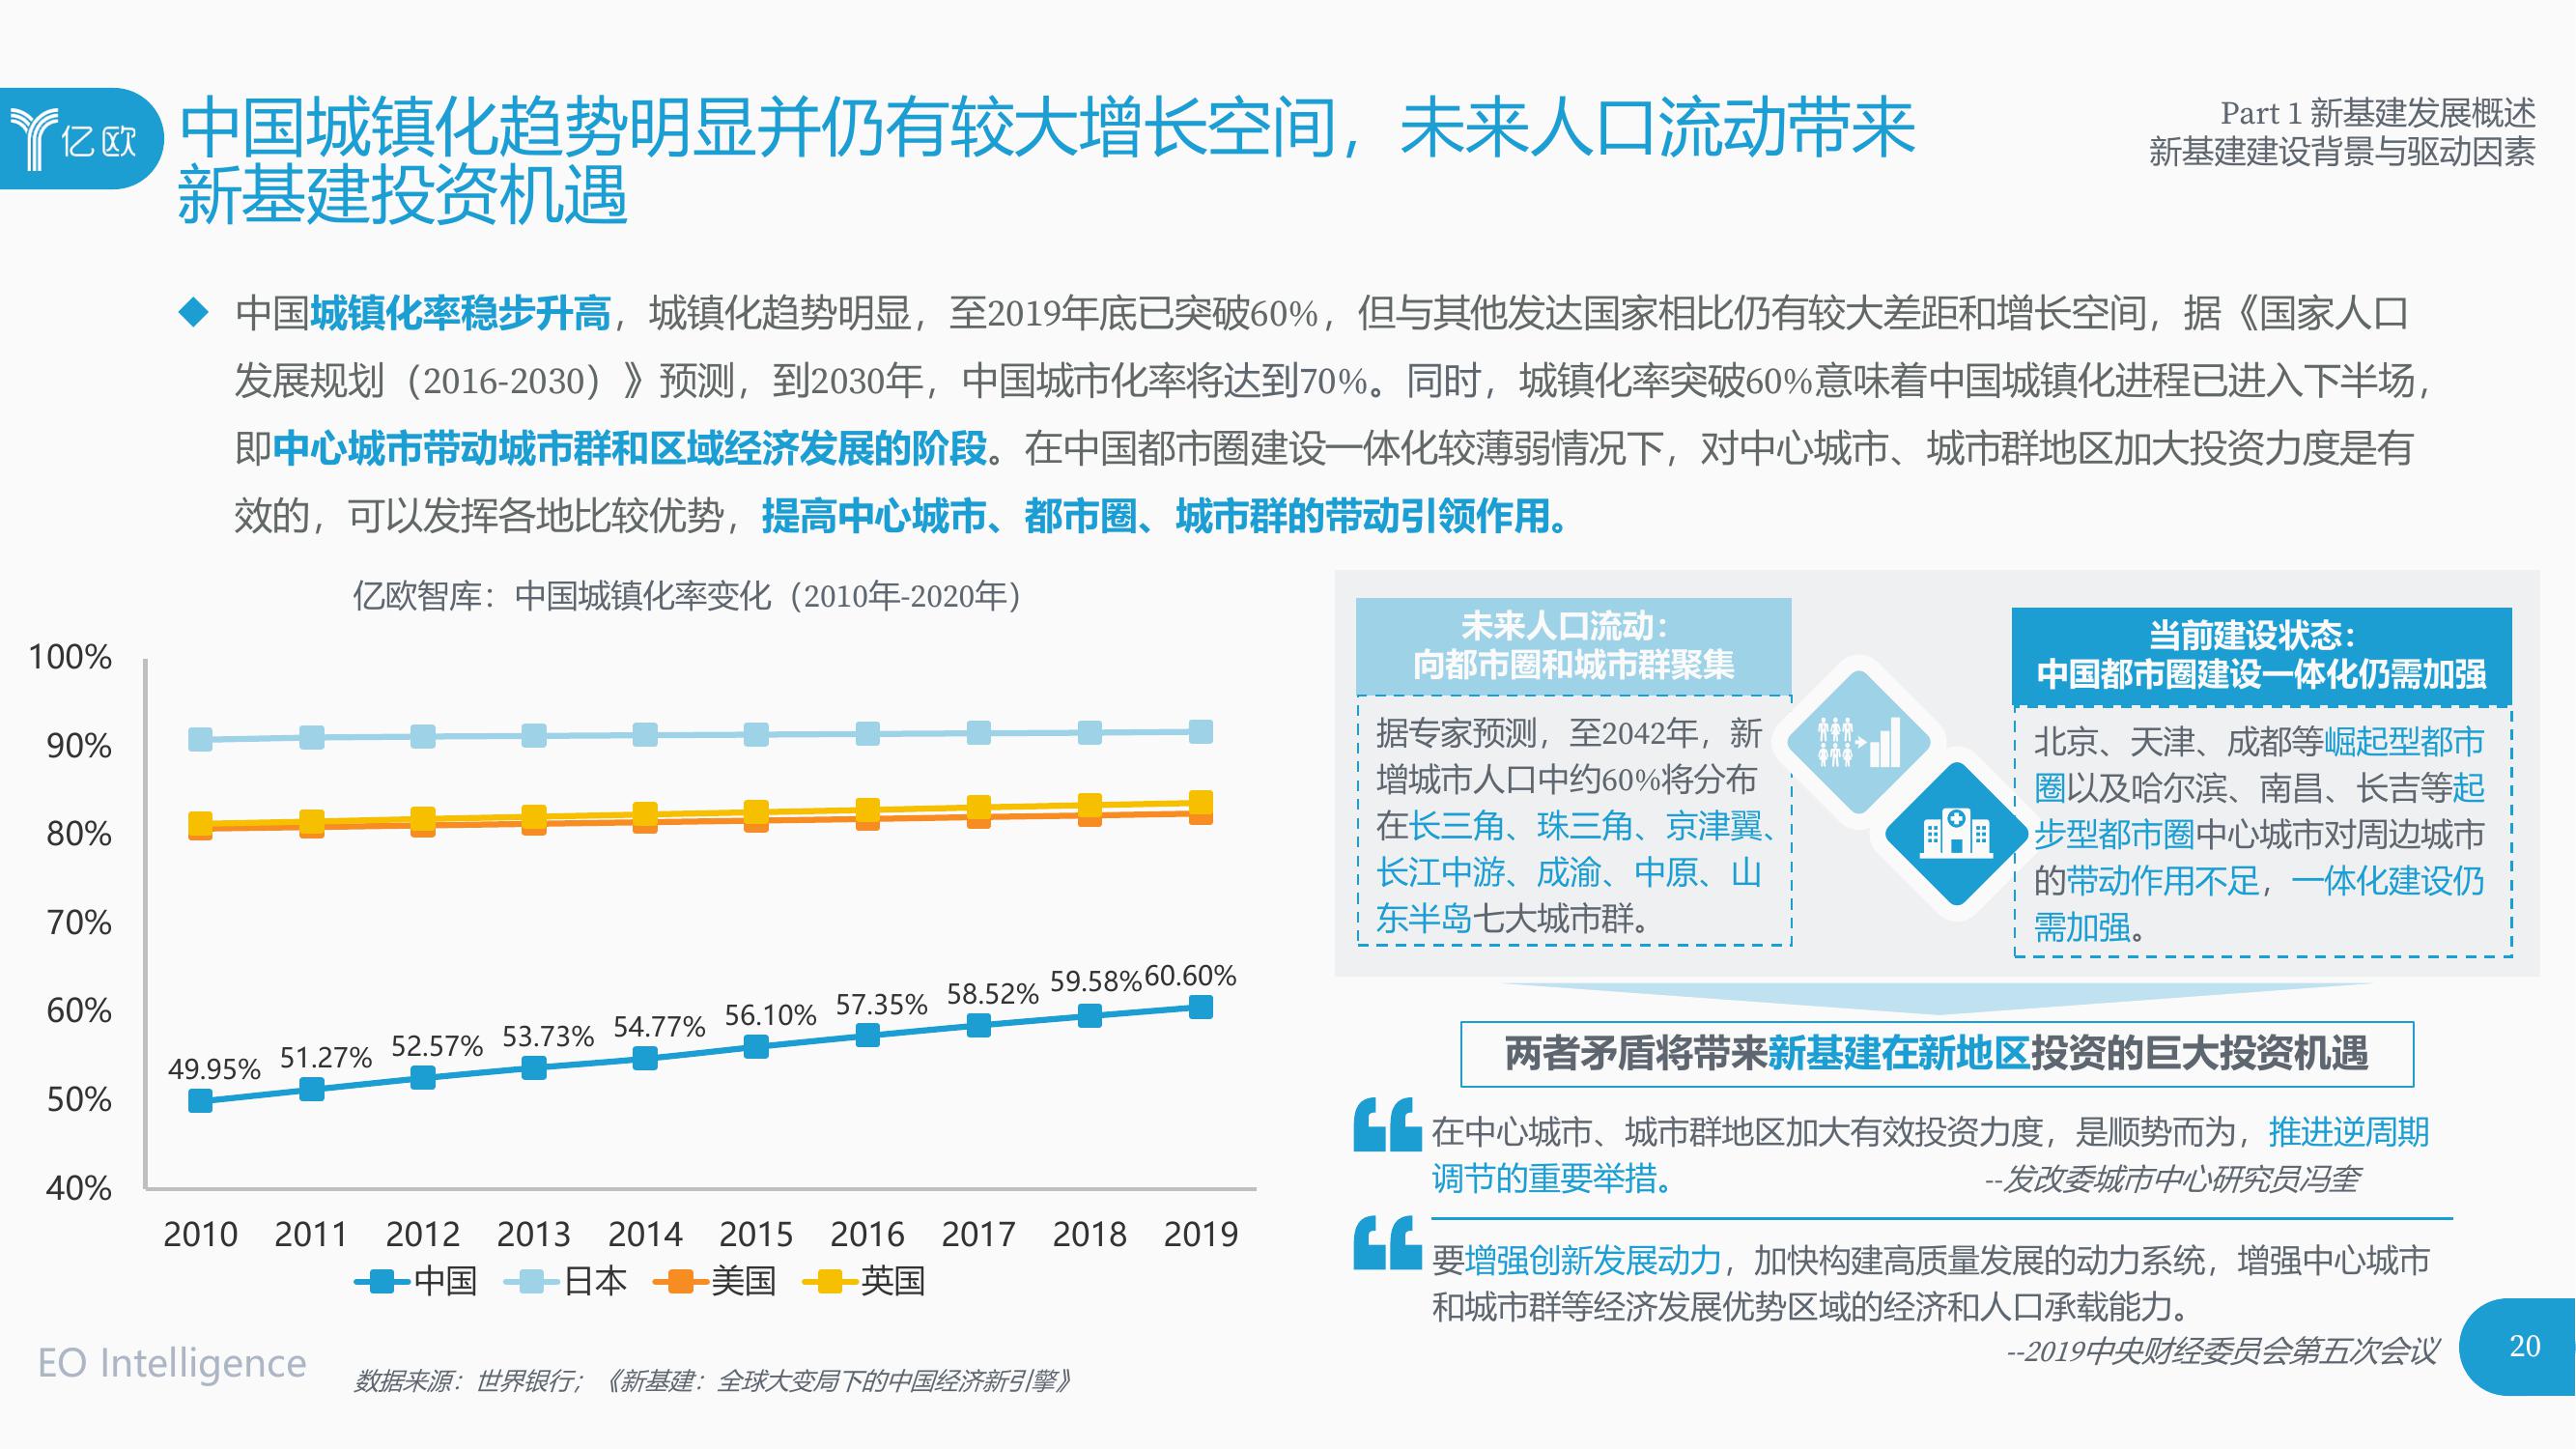 亿欧
中国城镇化趋势明显并仍有较大增长空间，未来人口流动带来
新基建投资机遇
Part 1 新基建发展概述
新基建建设背景与驱动因素
中国城镇化率稳步升高，城镇化趋势明显，至2019年底已突破60%，但与其他发达国家相比仍有较大差距和增长空间，据《国家人口
发展规划（2016-2030）》预测，到2030年，中国城市化率将达到70%。同时，城镇化率突破60%意味着中国城镇化进程已进入下半场，
即中心城市带动城市群和区域经济发展的阶段。在中国都市圈建设一体化较薄弱情况下，对中心城市、城市群地区加大投资力度是有
效的，可以发挥各地比较优势，提高中心城市、都市圈、城市群的带动引领作用。
亿欧智库：中国城镇化率变化（2010年-2020年）
100%
90%
80%
70%
60%
50%
40%
49.95% 51.27% 52.57% 53.73% 54.77% 56.10% 57.35% 58.52% 59.58% 60.60%
2010 2011 2012 2013 2014 2015 2016 2017 2018 2019
中国 日本 美国 英国
未来人口流动：
向都市圈和城市群聚集
据专家预测，至2042年，新
增城市人口中约60%将分布
在长三角、珠三角、京津翼、
长江中游、成渝、中原、山
东半岛七大城市群。
当前建设状态：
中国都市圈建设一体化仍需加强
北京、天津、成都等崛起型都市
圈以及哈尔滨、南昌、长吉等起
步型都市圈中心城市对周边城市
的带动作用不足，一体化建设仍
需加强。
两者矛盾将带来新基建在新地区投资的巨大投资机遇
在中心城市、城市群地区加大有效投资力度，是顺势而为，推进逆周期
调节的重要举措。 --发改委城市中心研究员冯奎
要增强创新发展动力，加快构建高质量发展的动力系统，增强中心城市
和城市群等经济发展优势区域的经济和人口承载能力。
--2019中央财经委员会第五次会议
EO Intelligence
数据来源：世界银行；《新基建：全球大变局下的中国经济新引擎》
20